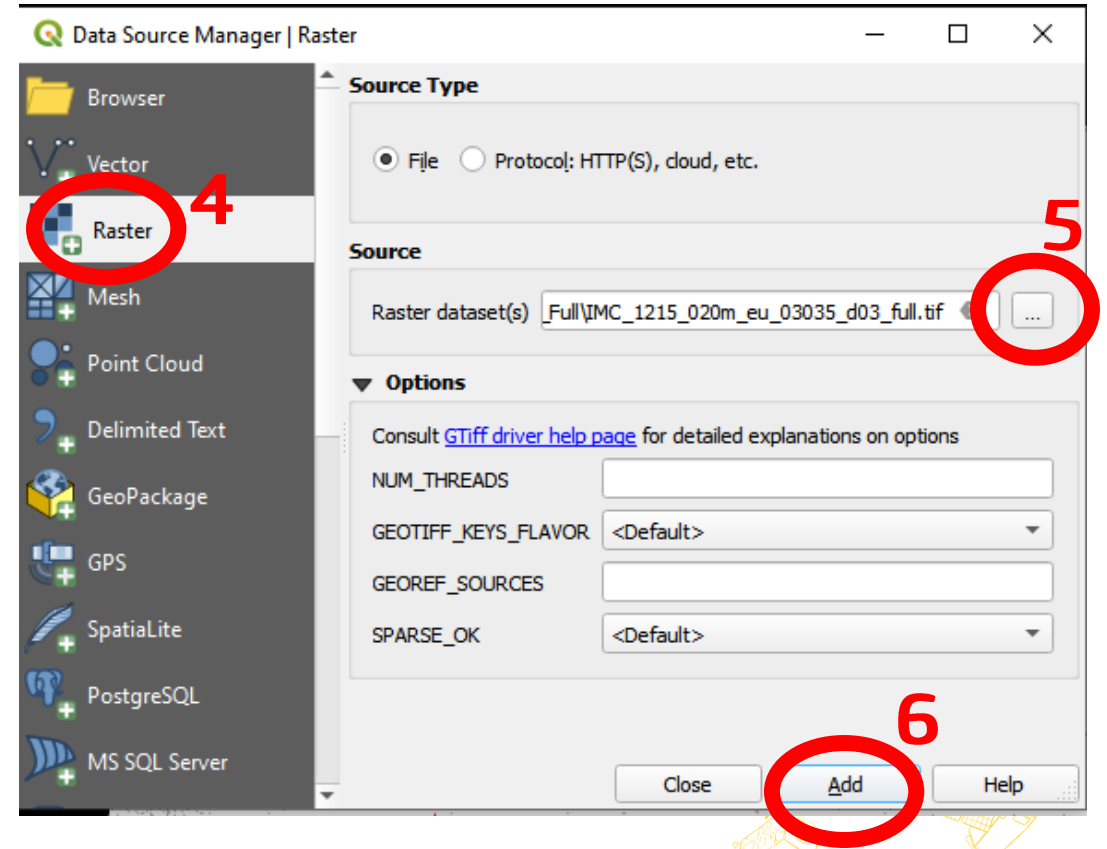 Data Source Manager | Raster
Browser
Vector
Raster
4
Mesh
Point Cloud
Delimited Text
GeoPackage
GPS
SpatiaLite
PostgreSQL
MS SQL Server
Source Type
File
Protocol: HTTP(S), cloud, etc.
Source
5
Raster dataset(s) _Full\IMC_1215_020m_eu_03035_d03_full.tif ...
Options
Consult GTiff driver help page for detailed explanations on options
NUM_THREADS
GEOTIFF_KEYS_FLAVOR <Default>
GEOREF_SOURCES
SPARSE_OK <Default>
6
Close Add Help